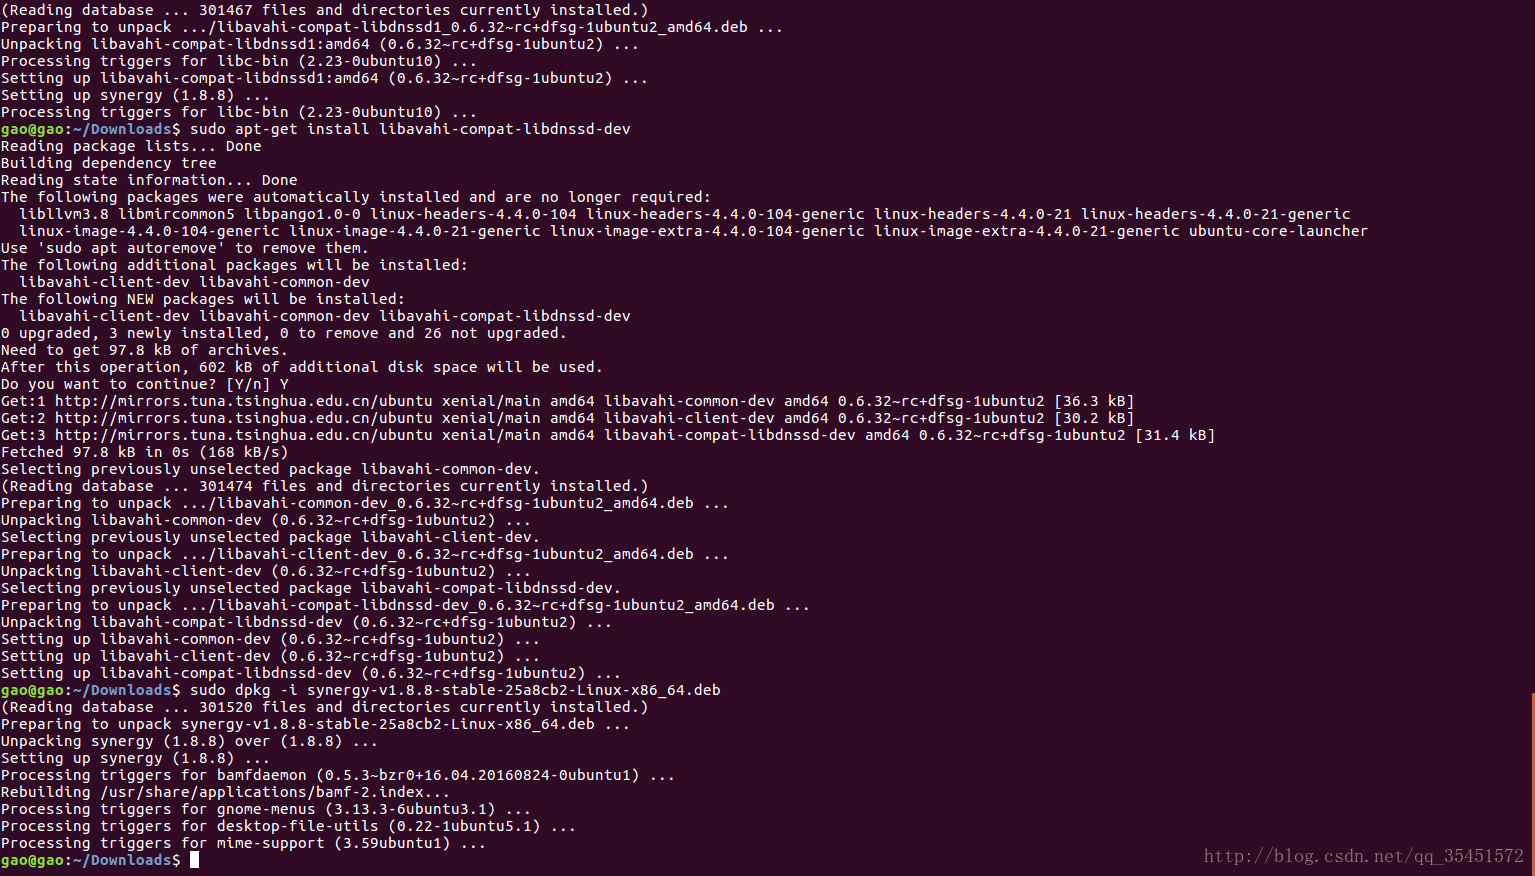 (Reading database ... 301467 files and directories currently installed.)
Preparing to unpack .../libavahi-compat-libdnssd1_0.6.32~rc+dfsg-1ubuntu2_amd64.deb ...
Unpacking libavahi-compat-libdnssd1:amd64 (0.6.32~rc+dfsg-1ubuntu2) ...
Processing triggers for libc-bin (2.23-0ubuntu10) ...
Setting up libavahi-compat-libdnssd1:amd64 (0.6.32~rc+dfsg-1ubuntu2) ...
Setting up synergy (1.8.8) ...
Processing triggers for libc-bin (2.23-0ubuntu10) ...
gao@gao:~/Downloads$ sudo apt-get install libavahi-compat-libdnssd-dev
Reading package lists... Done
Building dependency tree
Reading state information... Done
The following packages were automatically installed and are no longer required:
  libllvm3.8 libmircommon5 libpango1.0-0 linux-headers-4.4.0-104 linux-headers-4.4.0-104-generic linux-headers-4.4.0-21 linux-headers-4.4.0-21-generic
  linux-image-4.4.0-104-generic linux-image-4.4.0-21-generic linux-image-extra-4.4.0-104-generic linux-image-extra-4.4.0-21-generic ubuntu-core-launcher
Use 'sudo apt autoremove' to remove them.
The following additional packages will be installed:
  libavahi-client-dev libavahi-common-dev
The following NEW packages will be installed:
  libavahi-client-dev libavahi-common-dev libavahi-compat-libdnssd-dev
0 upgraded, 3 newly installed, 0 to remove and 26 not upgraded.
Need to get 97.8 kB of archives.
After this operation, 602 kB of additional disk space will be used.
Do you want to continue? [Y/n] Y
Get:1 http://mirrors.tuna.tsinghua.edu.cn/ubuntu xenial/main amd64 libavahi-common-dev amd64 0.6.32~rc+dfsg-1ubuntu2 [36.3 kB]
Get:2 http://mirrors.tuna.tsinghua.edu.cn/ubuntu xenial/main amd64 libavahi-client-dev amd64 0.6.32~rc+dfsg-1ubuntu2 [30.2 kB]
Get:3 http://mirrors.tuna.tsinghua.edu.cn/ubuntu xenial/main amd64 libavahi-compat-libdnssd-dev amd64 0.6.32~rc+dfsg-1ubuntu2 [31.4 kB]
Fetched 97.8 kB in 0s (168 kB/s)
Selecting previously unselected package libavahi-common-dev.
(Reading database ... 301474 files and directories currently installed.)
Preparing to unpack .../libavahi-common-dev_0.6.32~rc+dfsg-1ubuntu2_amd64.deb ...
Unpacking libavahi-common-dev (0.6.32~rc+dfsg-1ubuntu2) ...
Selecting previously unselected package libavahi-client-dev.
Preparing to unpack .../libavahi-client-dev_0.6.32~rc+dfsg-1ubuntu2_amd64.deb ...
Unpacking libavahi-client-dev (0.6.32~rc+dfsg-1ubuntu2) ...
Selecting previously unselected package libavahi-compat-libdnssd-dev.
Preparing to unpack .../libavahi-compat-libdnssd-dev_0.6.32~rc+dfsg-1ubuntu2_amd64.deb ...
Unpacking libavahi-compat-libdnssd-dev (0.6.32~rc+dfsg-1ubuntu2) ...
Setting up libavahi-common-dev (0.6.32~rc+dfsg-1ubuntu2) ...
Setting up libavahi-client-dev (0.6.32~rc+dfsg-1ubuntu2) ...
Setting up libavahi-compat-libdnssd-dev (0.6.32~rc+dfsg-1ubuntu2) ...
gao@gao:~/Downloads$ sudo dpkg -i synergy-v1.8.8-stable-25a8cb2-Linux-x86_64.deb
(Reading database ... 301520 files and directories currently installed.)
Preparing to unpack synergy-v1.8.8-stable-25a8cb2-Linux-x86_64.deb ...
Unpacking synergy (1.8.8) over (1.8.8) ...
Setting up synergy (1.8.8) ...
Processing triggers for bamfdaemon (0.5.3~bzr0+16.04.20160824-0ubuntu1) ...
Rebuilding /usr/share/applications/bamf-2.index...
Processing triggers for gnome-menus (3.13.3-6ubuntu3.1) ...
Processing triggers for desktop-file-utils (0.22-1ubuntu5.1) ...
Processing triggers for mime-support (3.59ubuntu1) ...
gao@gao:~/Downloads$
http://blog.csdn.net/qq_35451572